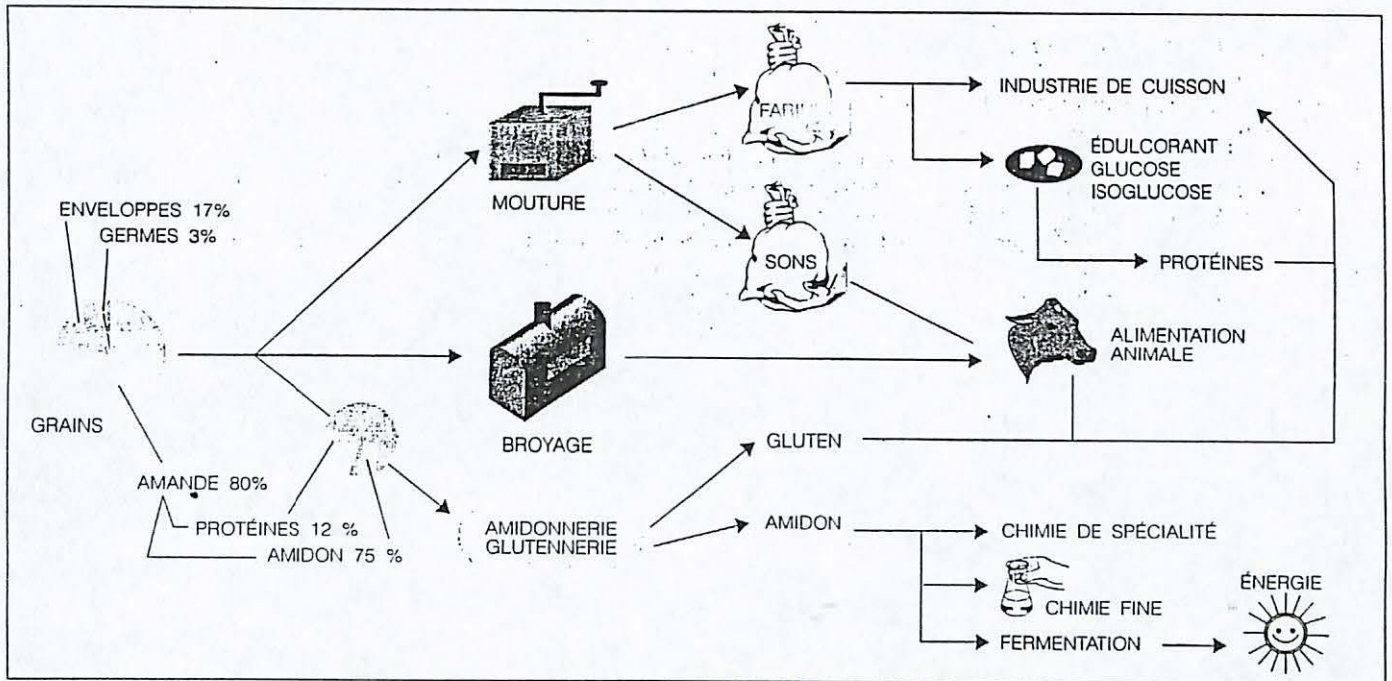 ENVELOPPES 17%
GERMES 3%
GRAINS
AMANDE 80%
PROTÉINES 12 %
AMIDON 75 %
MOUTURE
BROYAGE
AMIDONNERIE
GLUTENNERIE
SONS
GLUTEN
AMIDON
INDUSTRIE DE CUISSON
ÉDULCORANT :
GLUCOSE
ISOGLUCOSE
PROTÉINES
ALIMENTATION
ANIMALE
CHIMIE DE SPÉCIALITÉ
CHIMIE FINE
FERMENTATION
ÉNERGIE